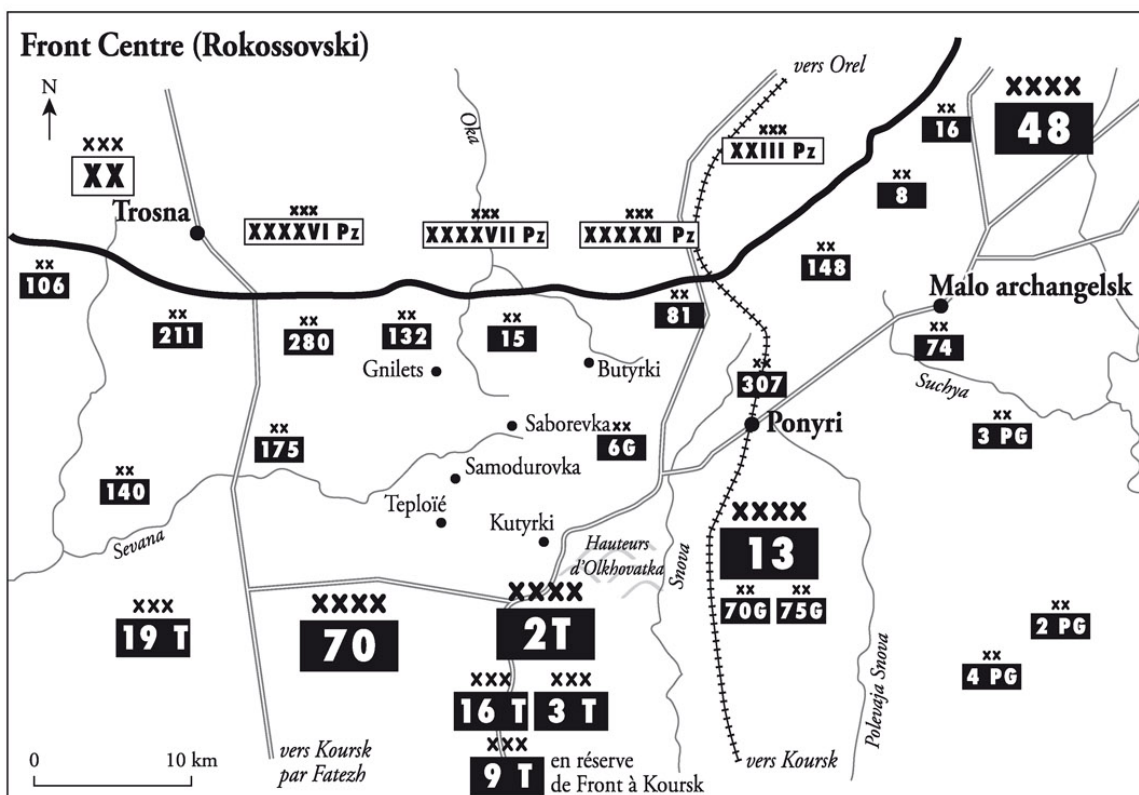 Front Centre (Rokossovski)
N
vers Orel
Oka
xxx
XX
Trosna
xxx
XXXXVI Pz
xxx
XXXXVII Pz
xxx
XXXXXI Pz
xxx
XXIII Pz
xx
16
XXXX
48
xx
8
xx
106
xx
211
xx
280
xx
132
xx
15
xx
81
xx
148
Malo archangelsk
xx
74
Suchya
Gnilets
Butyrki
xx
307
Ponyri
xx
3 PG
xx
175
Saborevka
xx
6G
xx
140
Samodurovka
Teploïé
Kutyrki
Sevana
Hauteurs
d'Olkhovatka
Snova
XXXX
13
xx
70G
xx
75G
Polevaja Snova
xx
2 PG
xx
4 PG
XXX
19 T
XXXX
70
XXXX
2T
XXX
16 T
XXX
3 T
XXX
9 T
en réserve
de Front à Koursk
vers Koursk
par Fatezh
vers Koursk
0 10 km